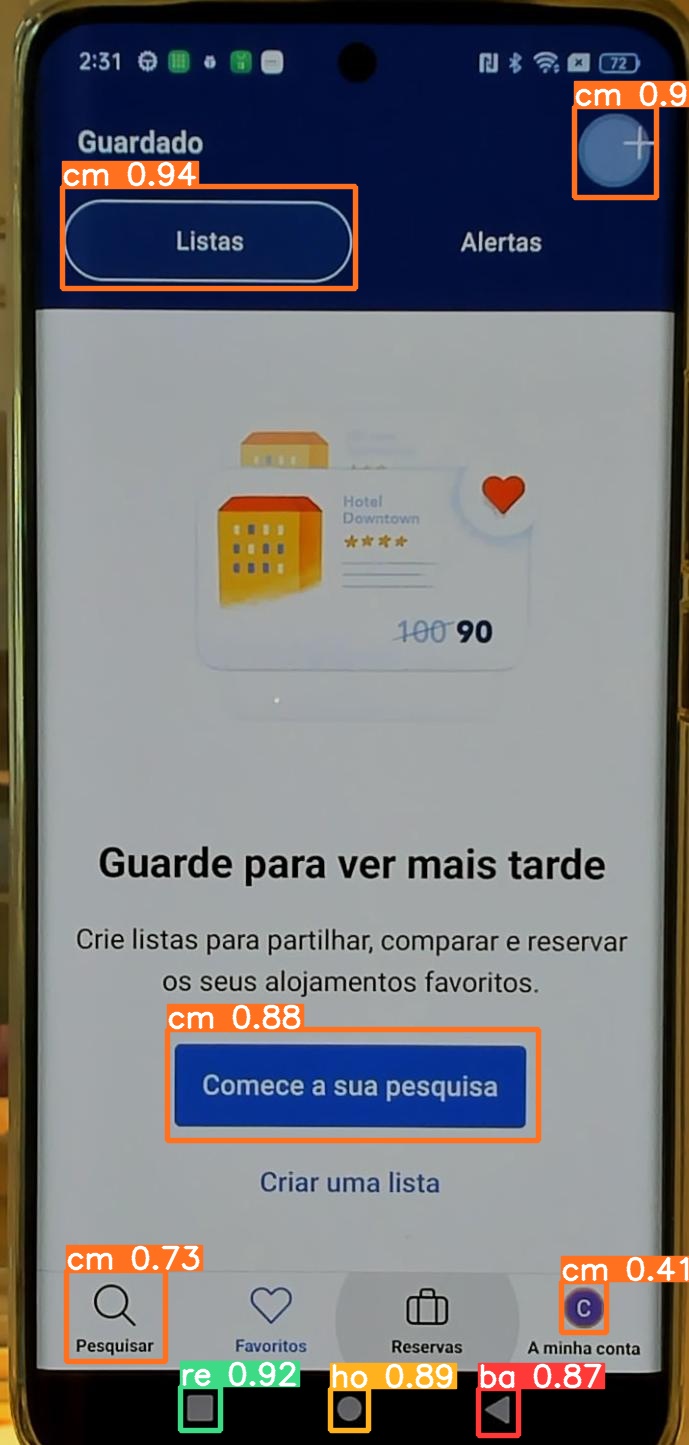 2:31
72
cm 0.9
Guardado
cm 0.94
Listas
Alertas
Hotel
Downtown
100 90
Guarde para ver mais tarde
Crie listas para partilhar, comparar e reservar
os seus alojamentos favoritos.
cm 0.88
Comece a sua pesquisa
Criar uma lista
cm 0.73
cm 0.41
C
Pesquisar
Favoritos
Reservas
A minha conta
re 0.92
ho 0.89
ba 0.87